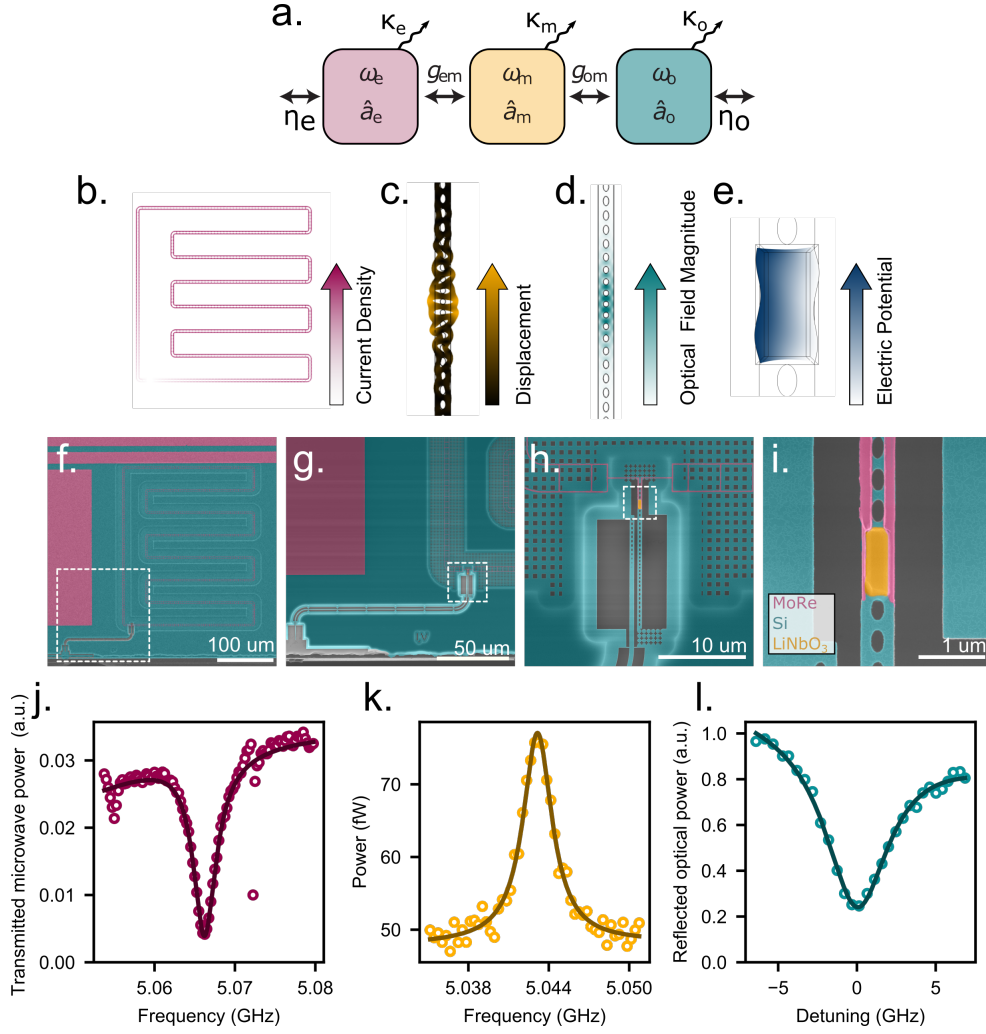 a.
κe
κm
κo
ωe
gem
ωm
gom
ωo
ηe
âe
âm
âo
ηo
b.
c.
d.
e.
Current Density
Displacement
Optical Field Magnitude
Electric Potential
f.
g.
h.
i.
MoRe
Si
LiNbO3
100 um
50 um
10 um
1 um
j.
k.
l.
Transmitted microwave power (a.u.)
0.03
0.02
0.01
0.00
5.06
5.07
5.08
Frequency (GHz)
Power (fW)
70
60
50
5.038
5.044
5.050
Frequency (GHz)
Reflected optical power (a.u.)
1.0
0.8
0.6
0.4
0.2
0.0
−5
0
5
Detuning (GHz)